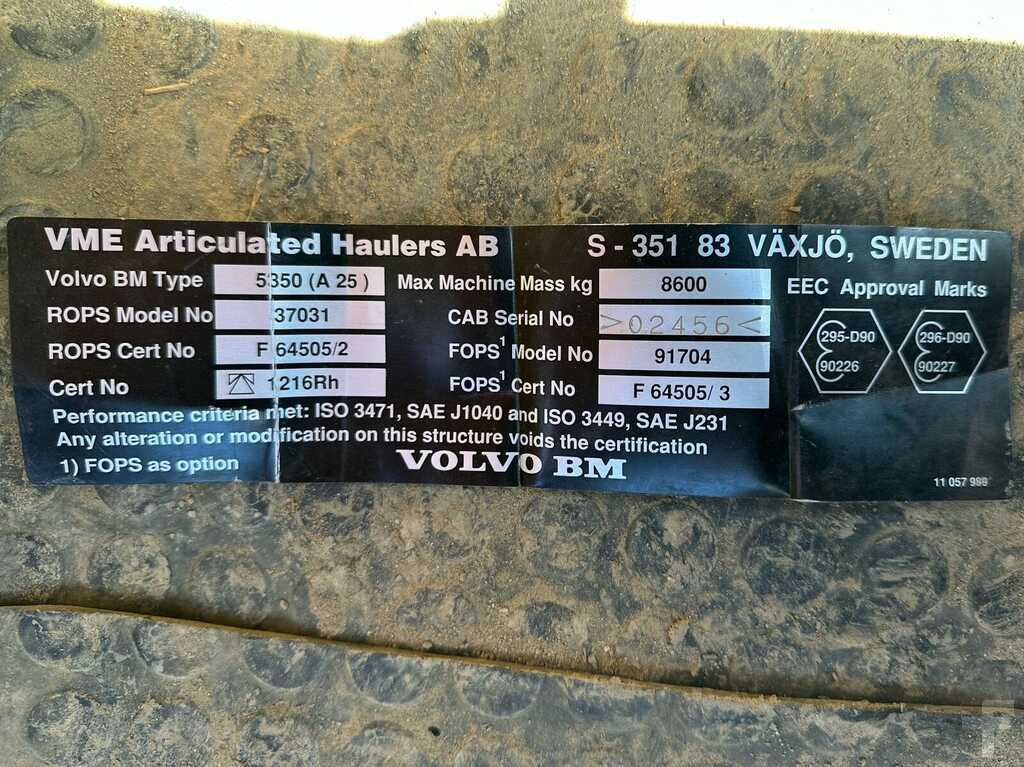 VME Articulated Haulers AB S - 351 83 VÄXJÖ, SWEDEN
Volvo BM Type 5350 (A 25) Max Machine Mass kg 8600 EEC Approval Marks
ROPS Model No 37031 CAB Serial No >02456< 295-D90 296-D90
ROPS Cert No F 64505/2 FOPS¹ Model No 91704 90226 90227
Cert No 1216Rh FOPS¹ Cert No F 64505/ 3
Performance criteria met: ISO 3471, SAE J1040 and ISO 3449, SAE J231
Any alteration or modification on this structure voids the certification
1) FOPS as option VOLVO BM
11 057 989